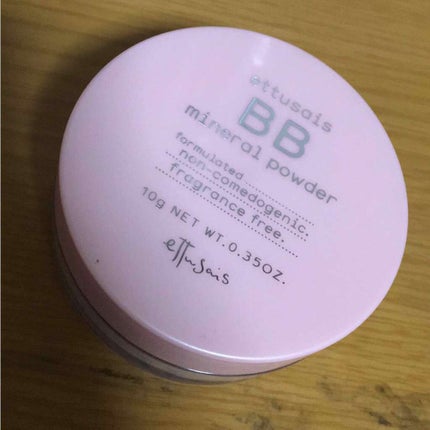 ettusais
BB
mineral powder
formulated
non-comedogenic.
fragrance free.
10g NET WT.0.35OZ.
ettusais